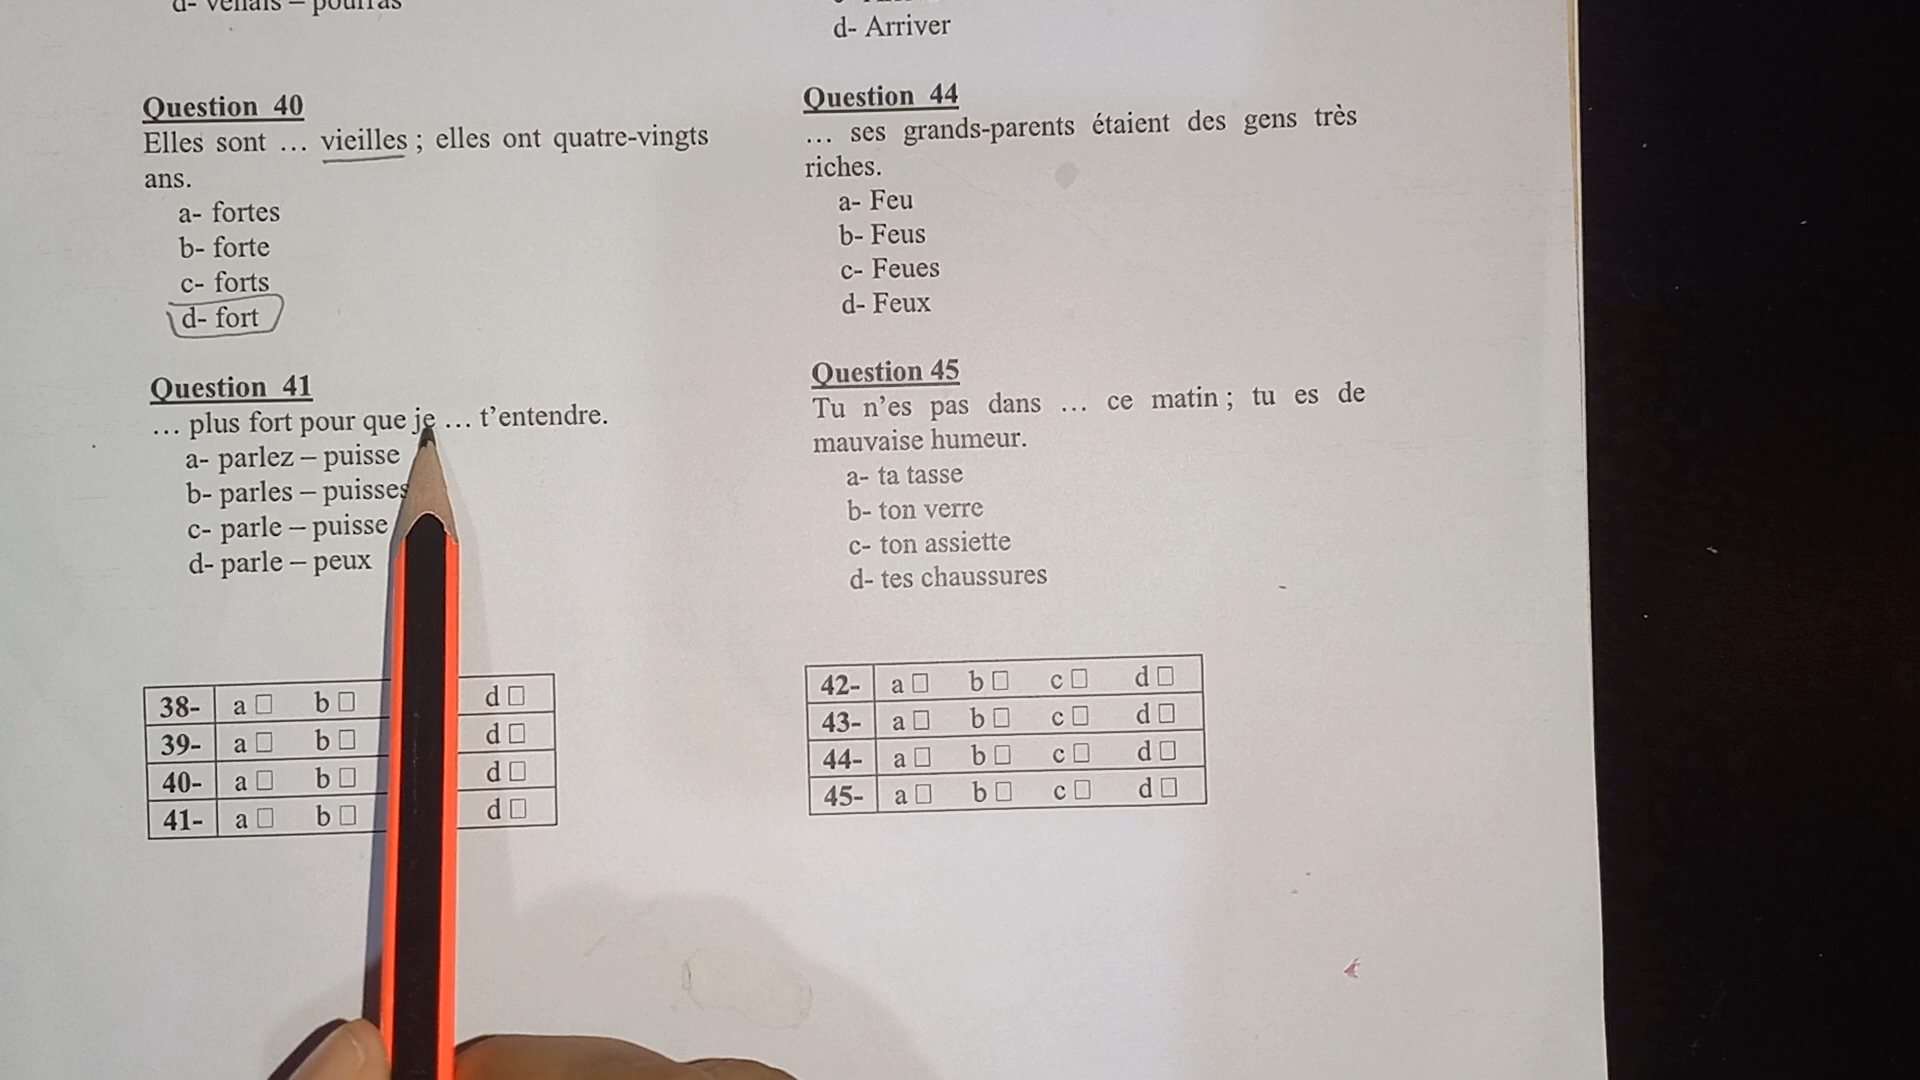 d- venais – pourras
Question 40
Elles sont … vieilles ; elles ont quatre-vingts
ans.
a- fortes
b- forte
c- forts
d- fort
Question 41
… plus fort pour que je … t’entendre.
a- parlez – puisse
b- parles – puisses
c- parle – puisse
d- parle – peux
38- a □ b □ d □
39- a □ b □ d □
40- a □ b □ d □
41- a □ b □ d □
d- Arriver
Question 44
… ses grands-parents étaient des gens très
riches.
a- Feu
b- Feus
c- Feues
d- Feux
Question 45
Tu n’es pas dans … ce matin ; tu es de
mauvaise humeur.
a- ta tasse
b- ton verre
c- ton assiette
d- tes chaussures
42- a □ b □ c □ d □
43- a □ b □ c □ d □
44- a □ b □ c □ d □
45- a □ b □ c □ d □